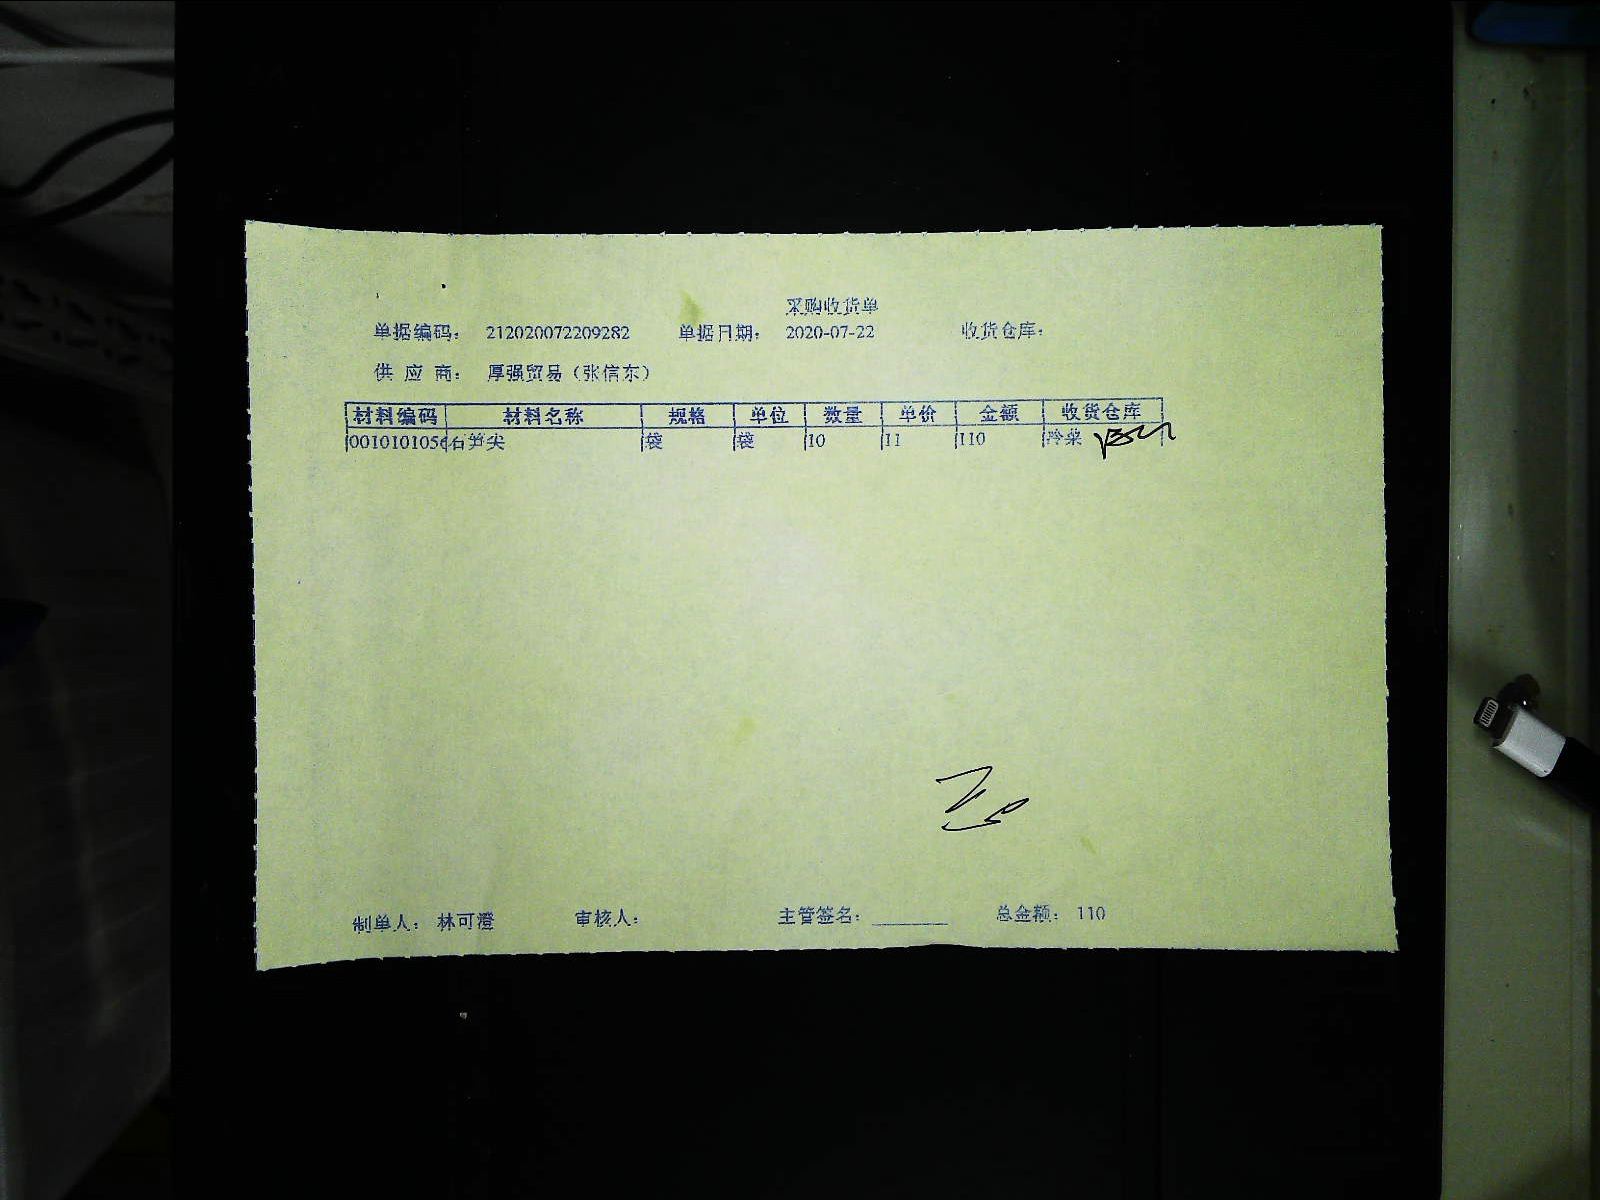 采购收货单
单据编码： 212020072209282 单据日期： 2020-07-22 收货仓库：
供 应 商： 厚强贸易（张信东）
材料编码 材料名称 规格 单位 数量 单价 金额 收货仓库
001010105 石笋尖 袋 袋 10 11 110 冷菜
制单人： 林可澄 审核人： 主管签名： ______ 总金额： 110